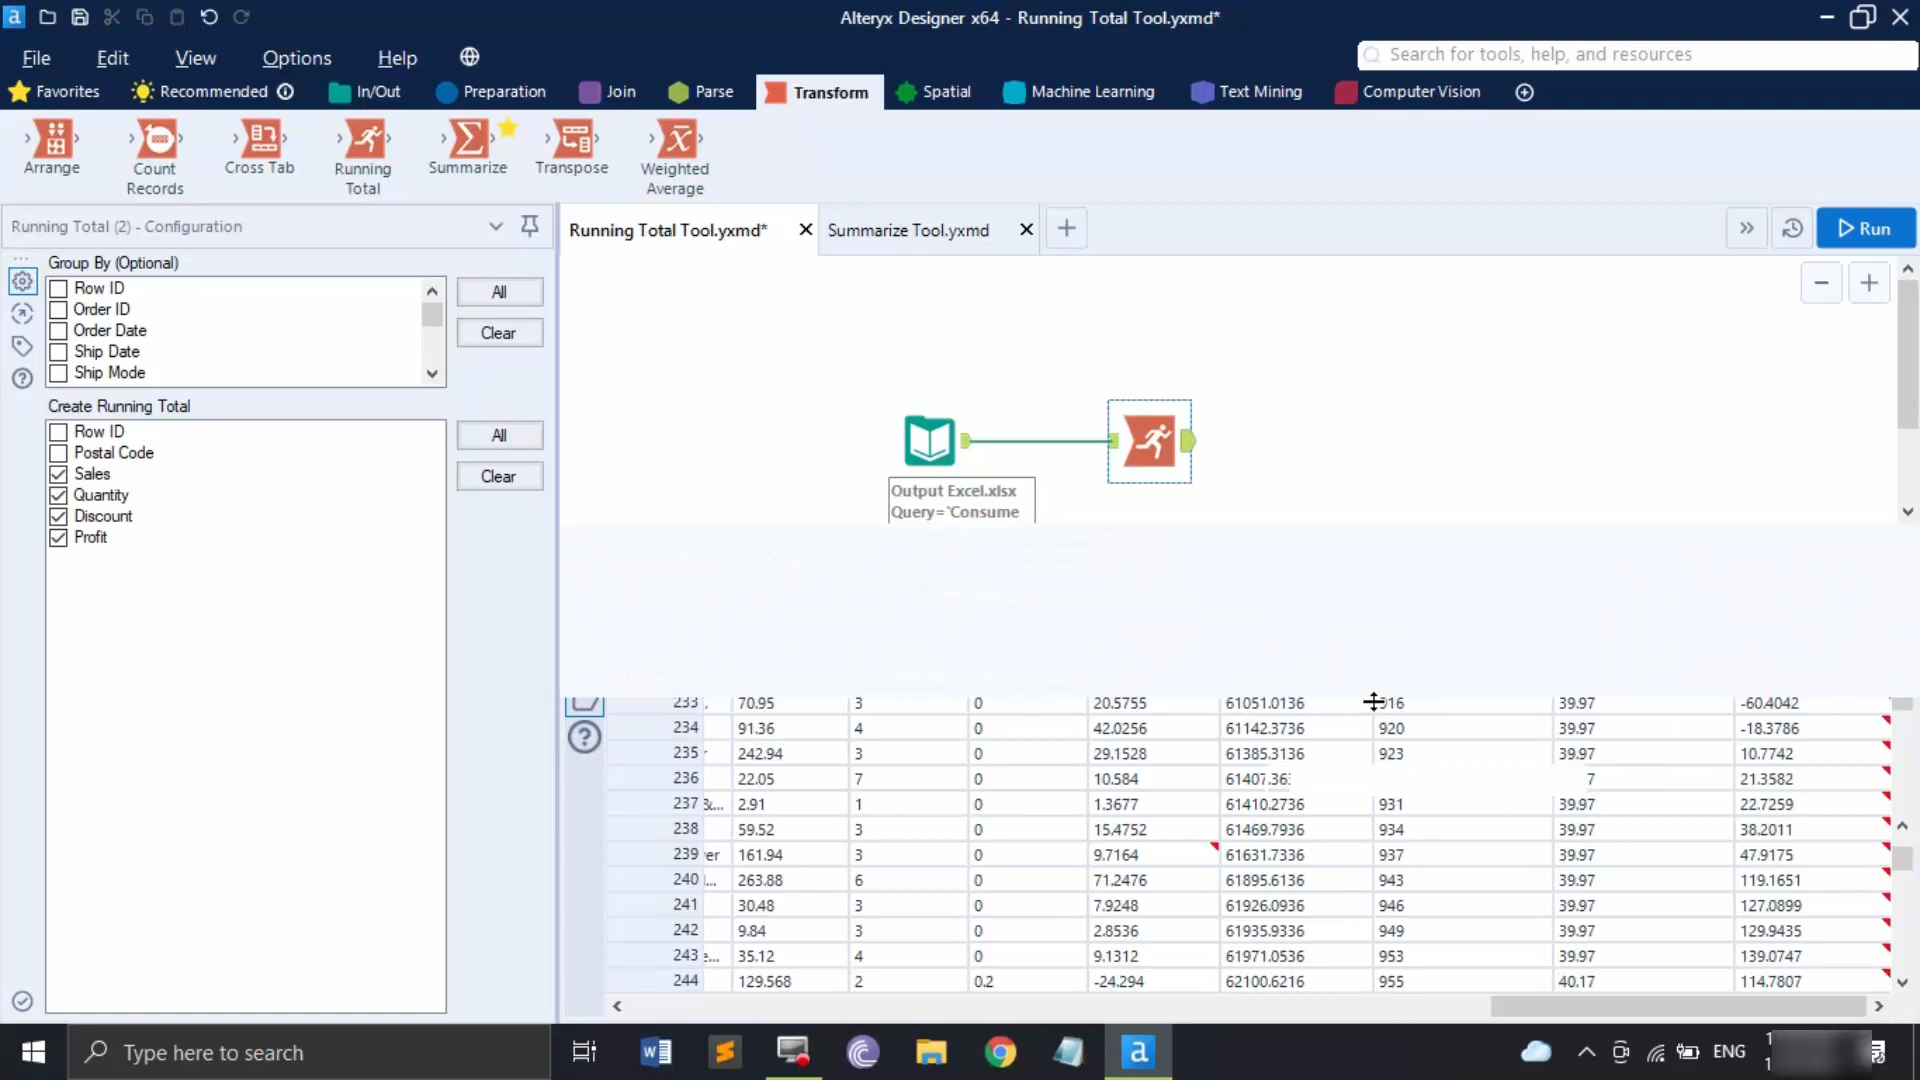 Alteryx Designer x64 - Running Total Tool.yxmd*
File Edit View Options Help
Search for tools, help, and resources
Favorites Recommended In/Out Preparation Join Parse Transform Spatial Machine Learning Text Mining Computer Vision
Arrange Count Records Cross Tab Running Total Summarize Transpose Weighted Average
Running Total (2) - Configuration
Running Total Tool.yxmd* Summarize Tool.yxmd
Run
Group By (Optional)
Row ID
Order ID
Order Date
Ship Date
Ship Mode
All
Clear
Create Running Total
Row ID
Postal Code
Sales
Quantity
Discount
Profit
All
Clear
Output Excel.xlsx
Query=`Consume
233 . 70.95 3 0 20.5755 61051.0136 916 39.97 -60.4042
234 91.36 4 0 42.0256 61142.3736 920 39.97 -18.3786
235 242.94 3 0 29.1528 61385.3136 923 39.97 10.7742
236 22.05 7 0 10.584 7 21.3582
237 &... 2.91 1 0 1.3677 61410.2736 931 39.97 22.7259
238 59.52 3 0 15.4752 61469.7936 934 39.97 38.2011
239 er 161.94 3 0 9.7164 61631.7336 937 39.97 47.9175
240 ... 263.88 6 0 71.2476 61895.6136 943 39.97 119.1651
241 30.48 3 0 7.9248 61926.0936 946 39.97 127.0899
242 9.84 3 0 2.8536 61935.9336 949 39.97 129.9435
243 e... 35.12 4 0 9.1312 61971.0536 953 39.97 139.0747
244 129.568 2 0.2 -24.294 62100.6216 955 40.17 114.7807
Type here to search
ENG